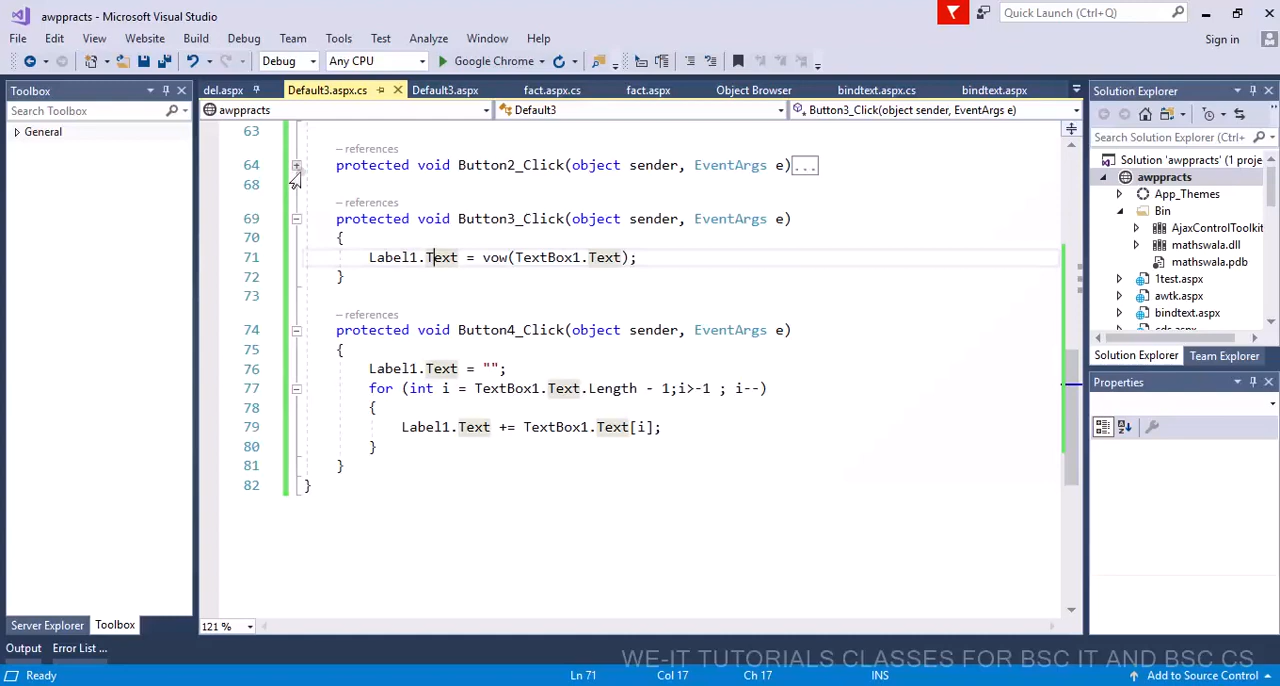 awppracts - Microsoft Visual Studio
Quick Launch (Ctrl+Q)
File Edit View Website Build Debug Team Tools Test Analyze Window Help
Sign in
Debug Any CPU Google Chrome
Toolbox
Search Toolbox
General
del.aspx Default3.aspx.cs Default3.aspx fact.aspx.cs fact.aspx Object Browser bindtext.aspx.cs bindtext.aspx
awppracts Default3 Button3_Click(object sender, EventArgs e)
63
– references
64 protected void Button2_Click(object sender, EventArgs e)...
68
– references
69 protected void Button3_Click(object sender, EventArgs e)
70 {
71 Label1.Text = vow(TextBox1.Text);
72 }
73
– references
74 protected void Button4_Click(object sender, EventArgs e)
75 {
76 Label1.Text = "";
77 for (int i = TextBox1.Text.Length - 1;i>-1 ; i--)
78 {
79 Label1.Text += TextBox1.Text[i];
80 }
81 }
82 }
121 %
Solution Explorer
Search Solution Explorer (Ctrl+
Solution 'awppracts' (1 proje
awppracts
App_Themes
Bin
AjaxControlToolkit
mathswala.dll
mathswala.pdb
1test.aspx
awtk.aspx
bindtext.aspx
cds.aspx
Solution Explorer Team Explorer
Properties
Server Explorer Toolbox
Output Error List ...
WE-IT TUTORIALS CLASSES FOR BSC IT AND BSC CS
Ready Ln 71 Col 17 Ch 17 INS Add to Source Control